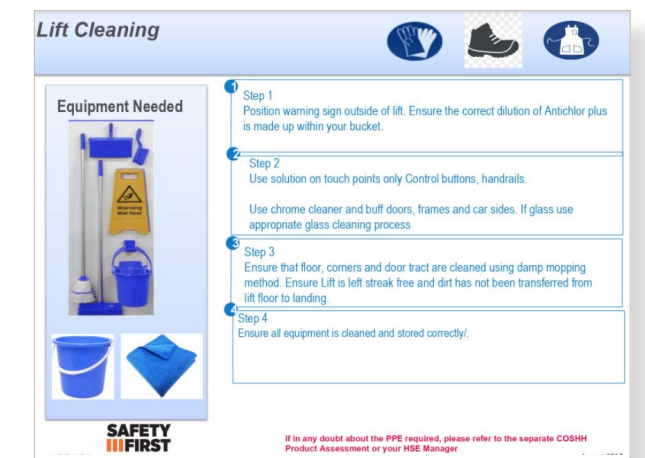 Lift Cleaning
Equipment Needed
Warning
Wet floor
1
Step 1
Position warning sign outside of lift. Ensure the correct dilution of Antichlor plus
is made up within your bucket.
2
Step 2
Use solution on touch points only Control buttons, handrails.
Use chrome cleaner and buff doors, frames and car sides. If glass use
appropriate glass cleaning process
3
Step 3
Ensure that floor, corners and door tract are cleaned using damp mopping
method. Ensure Lift is left streak free and dirt has not been transferred from
lift floor to landing.
4
Step 4
Ensure all equipment is cleaned and stored correctly/.
SAFETY
FIRST
If in any doubt about the PPE required, please refer to the separate COSHH
Product Assessment or your HSE Manager